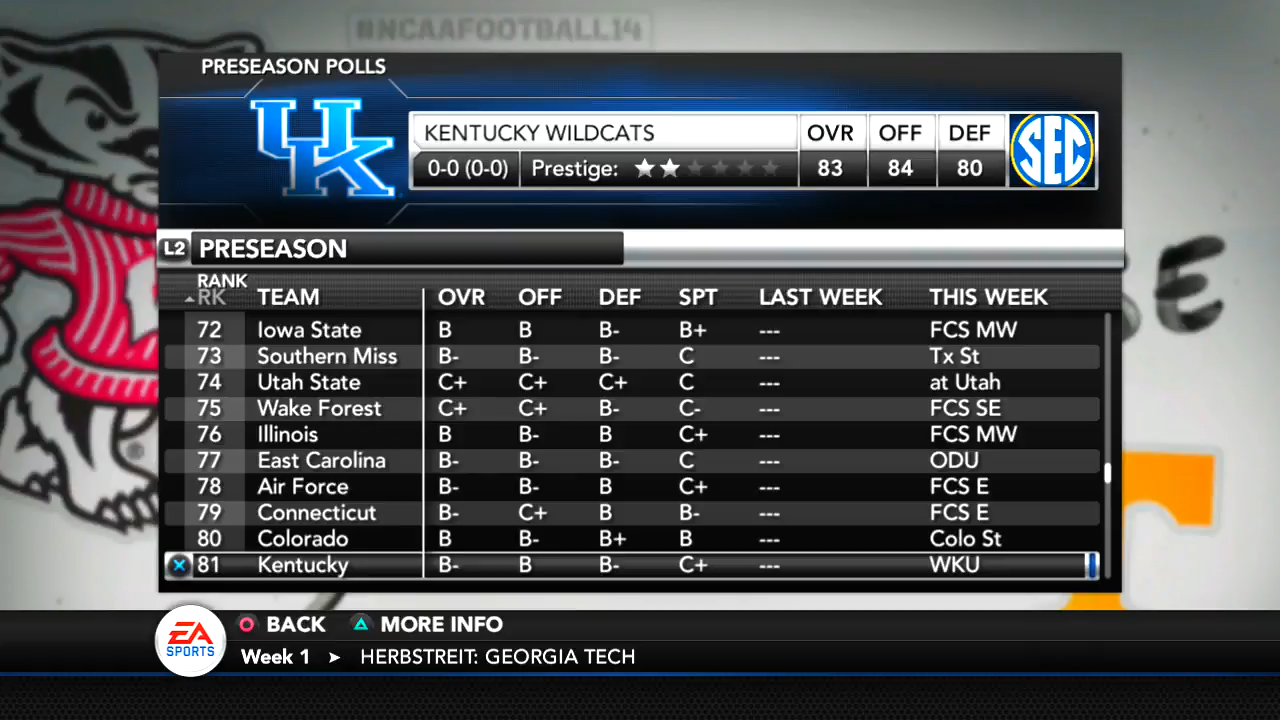 #NCAAFOOTBALL14
PRESEASON POLLS
UK
KENTUCKY WILDCATS OVR OFF DEF SEC
0-0 (0-0) Prestige: 83 84 80
L2 PRESEASON
RANK
RK TEAM OVR OFF DEF SPT LAST WEEK THIS WEEK
72 Iowa State B B B- B+ --- FCS MW
73 Southern Miss B- B- B- C --- Tx St
74 Utah State C+ C+ C+ C --- at Utah
75 Wake Forest C+ C+ B- C- --- FCS SE
76 Illinois B B- B C+ --- FCS MW
77 East Carolina B- B- B- C --- ODU
78 Air Force B- B- B C+ --- FCS E
79 Connecticut B- C+ B B- --- FCS E
80 Colorado B B- B+ B --- Colo St
81 Kentucky B- B B- C+ --- WKU
BACK MORE INFO
EA SPORTS
Week 1 HERBSTREIT: GEORGIA TECH